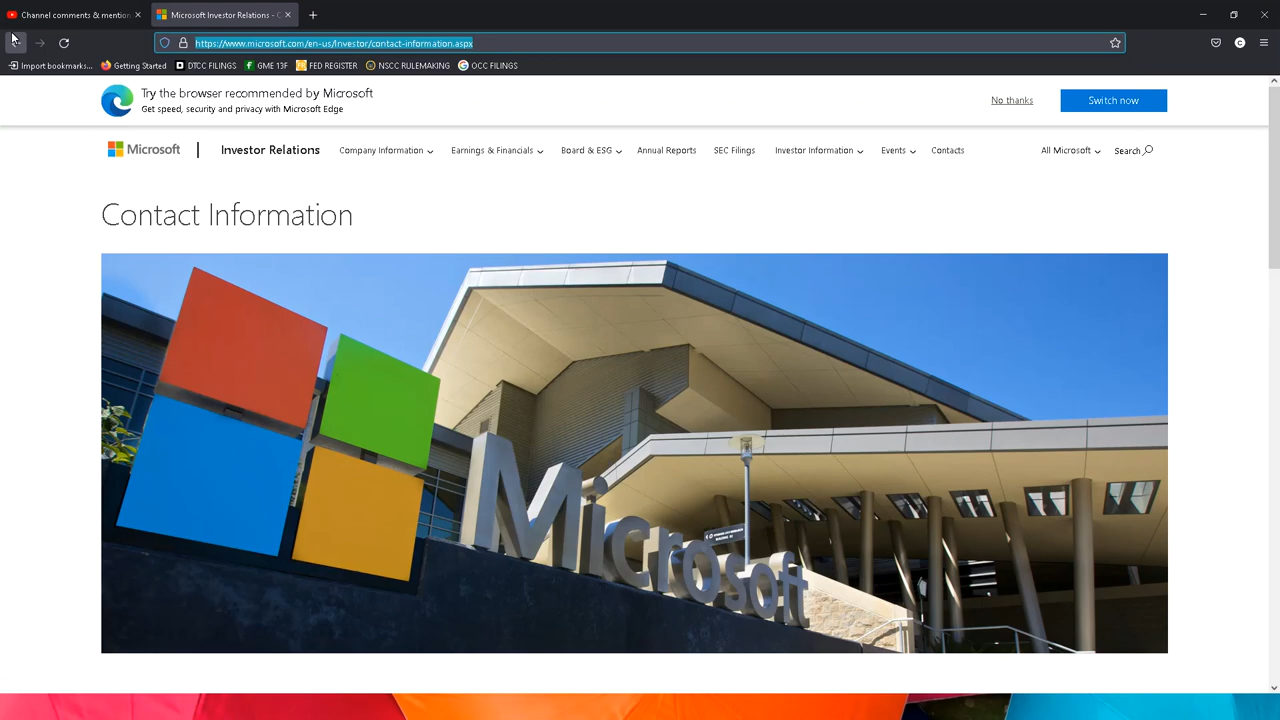 Channel comments & mention
Microsoft Investor Relations - C
https://www.microsoft.com/en-us/Investor/contact-information.aspx
Import bookmarks...
Getting Started
DTCC FILINGS
GME 13F
FED REGISTER
NSCC RULEMAKING
OCC FILINGS
Try the browser recommended by Microsoft
Get speed, security and privacy with Microsoft Edge
No thanks
Switch now
Microsoft
Investor Relations
Company Information
Earnings & Financials
Board & ESG
Annual Reports
SEC Filings
Investor Information
Events
Contacts
All Microsoft
Search
Contact Information
Microsoft